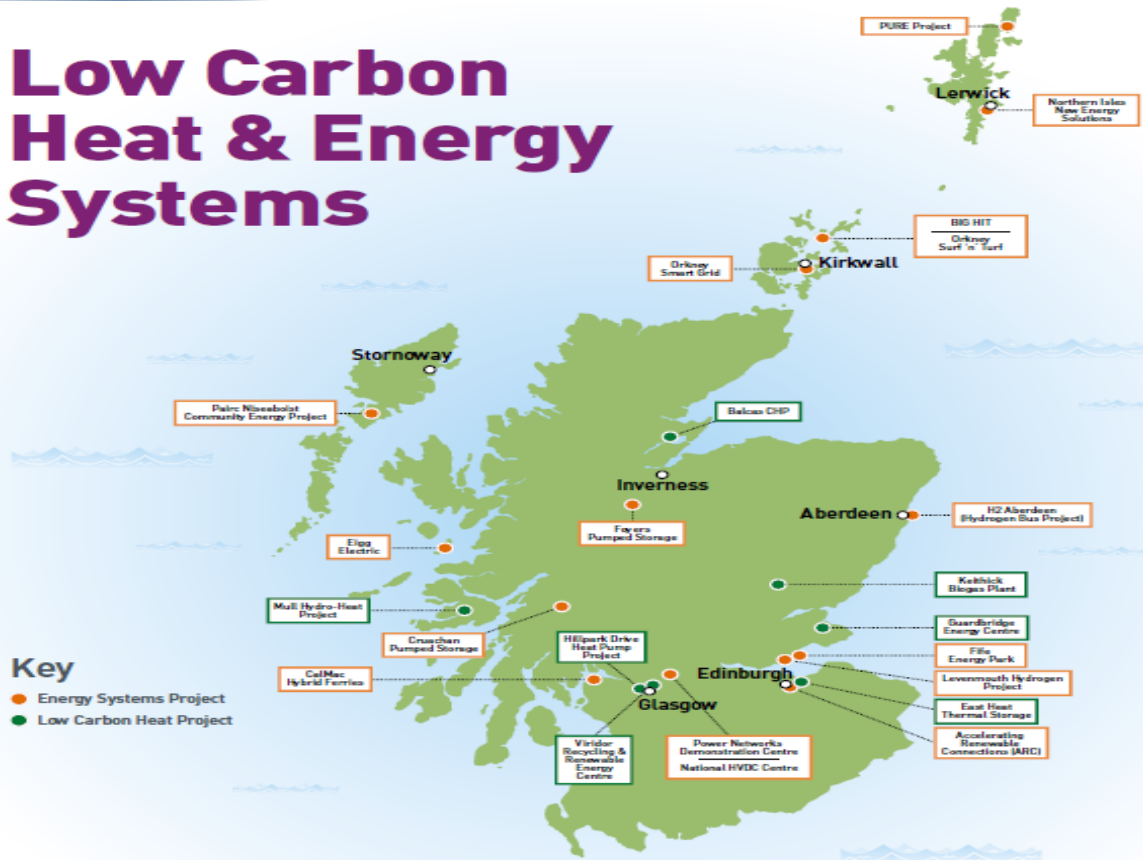 Low Carbon
Heat & Energy
Systems
PURE Project
Lerwick
Northern Isles
New Energy
Solutions
BIG HIT
Orkney
Surf 'n' Turf
Orkney
Smart Grid
Kirkwall
Stornoway
Pairc Niseaboist
Community Energy Project
Balcas CHP
Inverness
Foyers
Pumped Storage
Aberdeen
H2 Aberdeen
(Hydrogen Bus Project)
Eigg
Electric
Keithick
Biogas Plant
Mull Hydro-Heat
Project
Guardbridge
Energy Centre
Cruachan
Pumped Storage
Hillpark Drive
Heat Pump
Project
Fife
Energy Park
CalMac
Hybrid Ferries
Edinburgh
Levenmouth Hydrogen
Project
Glasgow
East Heat
Thermal Storage
Viridor
Recycling &
Renewable
Energy
Centre
Power Networks
Demonstration Centre
National HVDC Centre
Accelerating
Renewable
Connections (ARC)
Key
Energy Systems Project
Low Carbon Heat Project